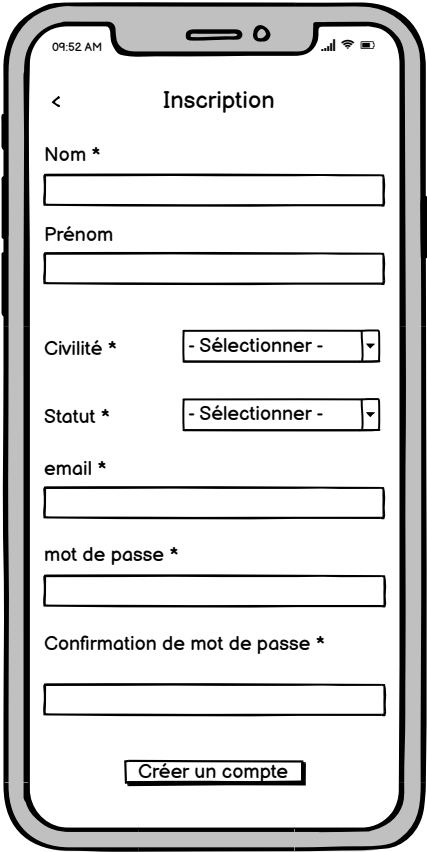 09:52 AM
<
Inscription
Nom *
Prénom
Civilité *
- Sélectionner -
Statut *
- Sélectionner -
email *
mot de passe *
Confirmation de mot de passe *
Créer un compte